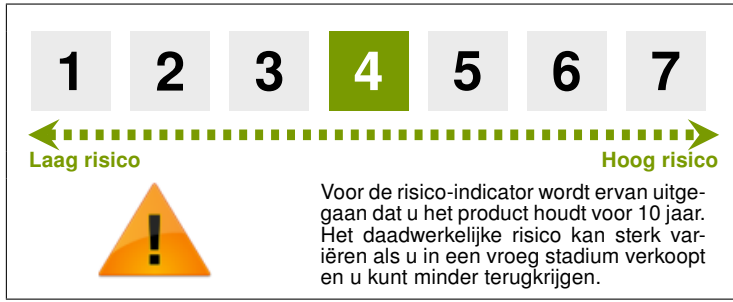 1 2 3 4 5 6 7
Laag risico Hoog risico
Voor de risico-indicator wordt ervan uitge-
gaan dat u het product houdt voor 10 jaar.
Het daadwerkelijke risico kan sterk var-
iëren als u in een vroeg stadium verkoopt
en u kunt minder terugkrijgen.